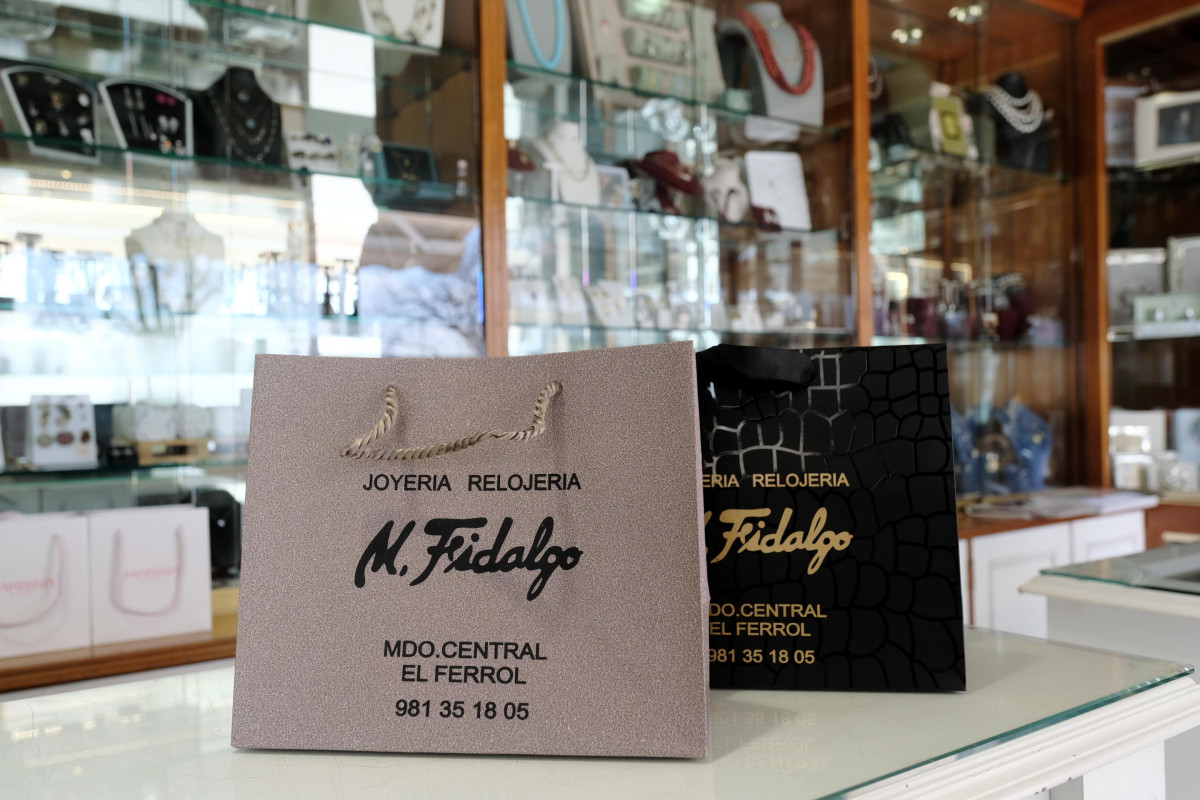 JOYERIA RELOJERIA
M. Fidalgo
MDO.CENTRAL
EL FERROL
981 35 18 05
ERIA RELOJERIA
. Fidalgo
DO.CENTRAL
EL FERROL
981 35 18 05